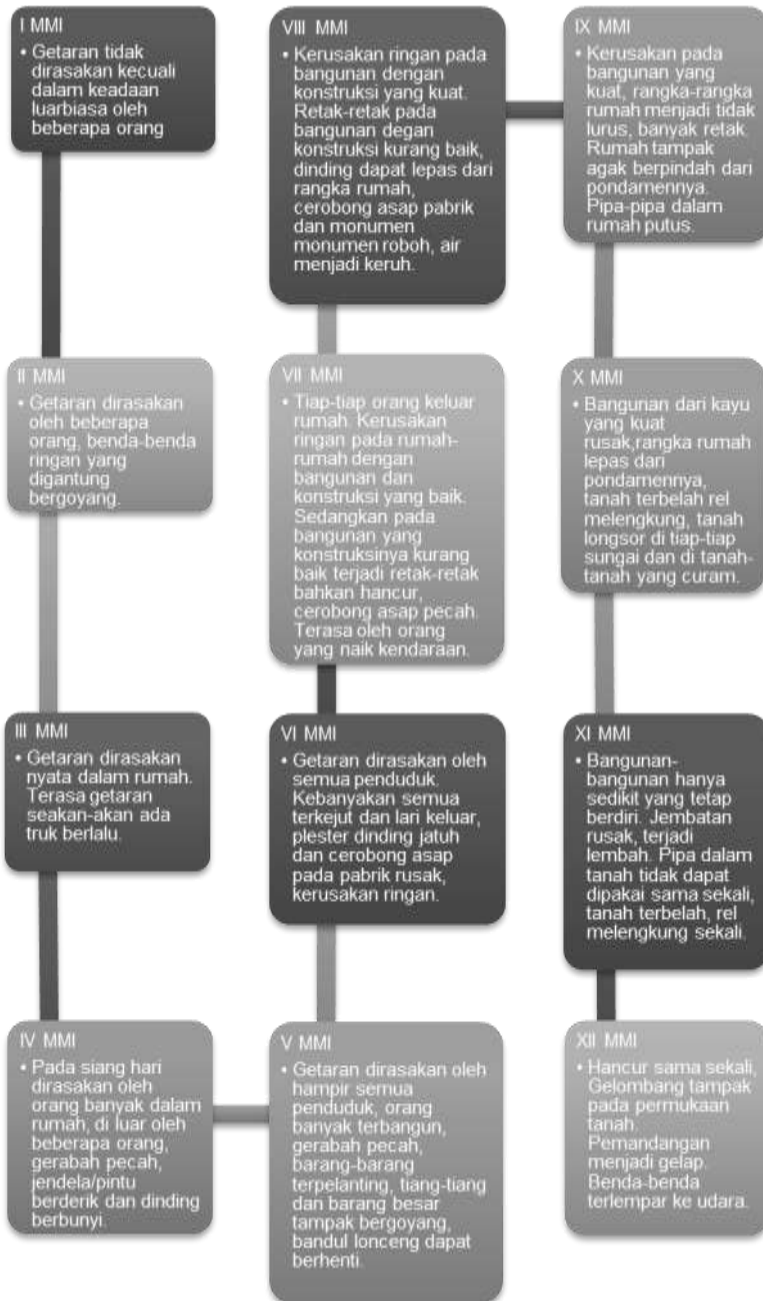 I MMI
• Getaran tidak
dirasakan kecuali
dalam keadaan
luarbiasa oleh
beberapa orang
II MMI
• Getaran dirasakan
oleh beberapa
orang, benda-benda
ringan yang
digantung
bergoyang.
III MMI
• Getaran dirasakan
nyata dalam rumah.
Terasa getaran
seakan-akan ada
truk berlalu.
IV MMI
• Pada siang hari
dirasakan oleh
orang banyak dalam
rumah, di luar oleh
beberapa orang,
gerabah pecah,
jendela/pintu
berderik dan dinding
berbunyi.
V MMI
• Getaran dirasakan oleh
hampir semua
penduduk, orang
banyak terbangun,
gerabah pecah,
barang-barang
terpelanting, tiang-tiang
dan barang besar
tampak bergoyang,
bandul lonceng dapat
berhenti.
VI MMI
• Getaran dirasakan oleh
semua penduduk.
Kebanyakan semua
terkejut dan lari keluar,
plester dinding jatuh
dan cerobong asap
pada pabrik rusak,
kerusakan ringan.
VII MMI
• Tiap-tiap orang keluar
rumah. Kerusakan
ringan pada rumah-
rumah dengan
bangunan dan
konstruksi yang baik.
Sedangkan pada
bangunan yang
konstruksinya kurang
baik terjadi retak-retak
bahkan hancur,
cerobong asap pecah.
Terasa oleh orang
yang naik kendaraan.
VIII MMI
• Kerusakan ringan pada
bangunan dengan
konstruksi yang kuat.
Retak-retak pada
bangunan degan
konstruksi kurang baik,
dinding dapat lepas dari
rangka rumah,
cerobong asap pabrik
dan monumen
monumen roboh, air
menjadi keruh.
IX MMI
• Kerusakan pada
bangunan yang
kuat, rangka-rangka
rumah menjadi tidak
lurus, banyak retak.
Rumah tampak
agak berpindah dari
pondamennya.
Pipa-pipa dalam
rumah putus.
X MMI
• Bangunan dari kayu
yang kuat
rusak,rangka rumah
lepas dari
pondamennya,
tanah terbelah rel
melengkung, tanah
longsor di tiap-tiap
sungai dan di tanah-
tanah yang curam.
XI MMI
• Bangunan-
bangunan hanya
sedikit yang tetap
berdiri. Jembatan
rusak, terjadi
lembah. Pipa dalam
tanah tidak dapat
dipakai sama sekali,
tanah terbelah, rel
melengkung sekali.
XII MMI
• Hancur sama sekali,
Gelombang tampak
pada permukaan
tanah.
Pemandangan
menjadi gelap.
Benda-benda
terlempar ke udara.